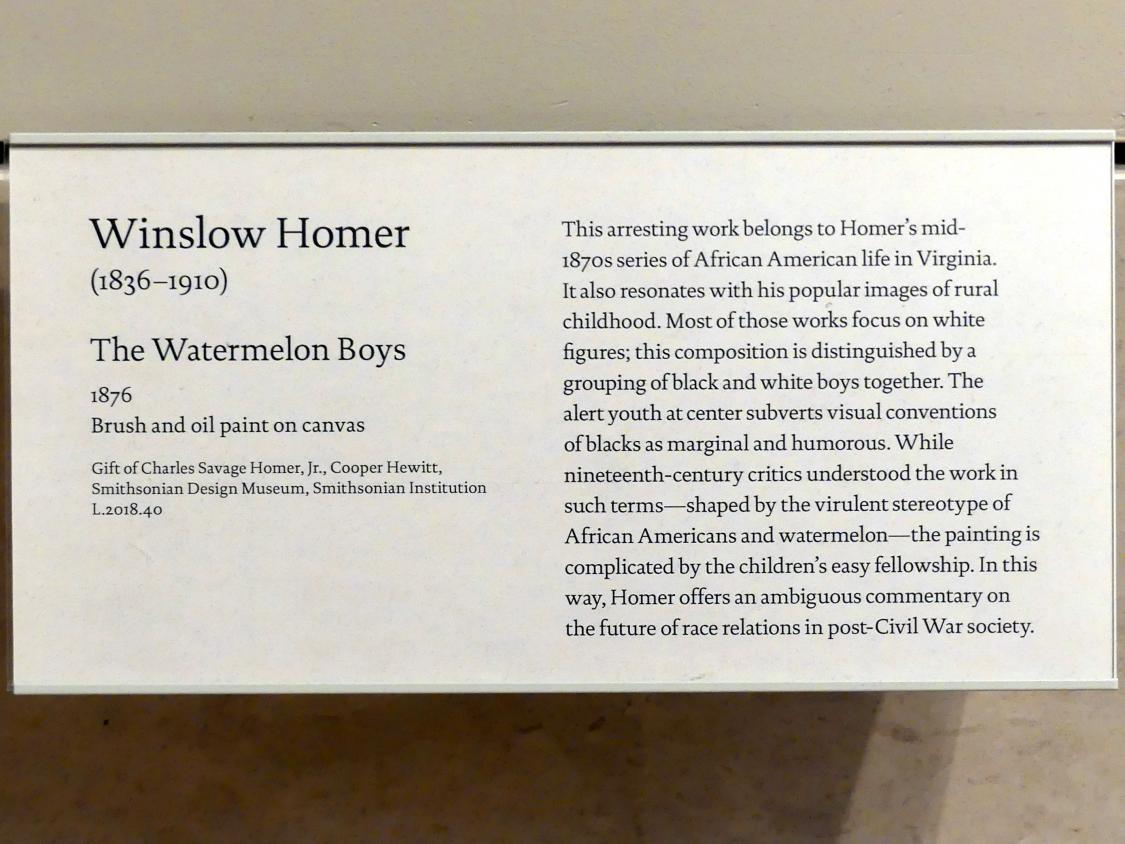 Winslow Homer
(1836–1910)
The Watermelon Boys
1876
Brush and oil paint on canvas
Gift of Charles Savage Homer, Jr., Cooper Hewitt,
Smithsonian Design Museum, Smithsonian Institution
L.2018.40
This arresting work belongs to Homer’s mid-
1870s series of African American life in Virginia.
It also resonates with his popular images of rural
childhood. Most of those works focus on white
figures; this composition is distinguished by a
grouping of black and white boys together. The
alert youth at center subverts visual conventions
of blacks as marginal and humorous. While
nineteenth-century critics understood the work in
such terms—shaped by the virulent stereotype of
African Americans and watermelon—the painting is
complicated by the children’s easy fellowship. In this
way, Homer offers an ambiguous commentary on
the future of race relations in post-Civil War society.